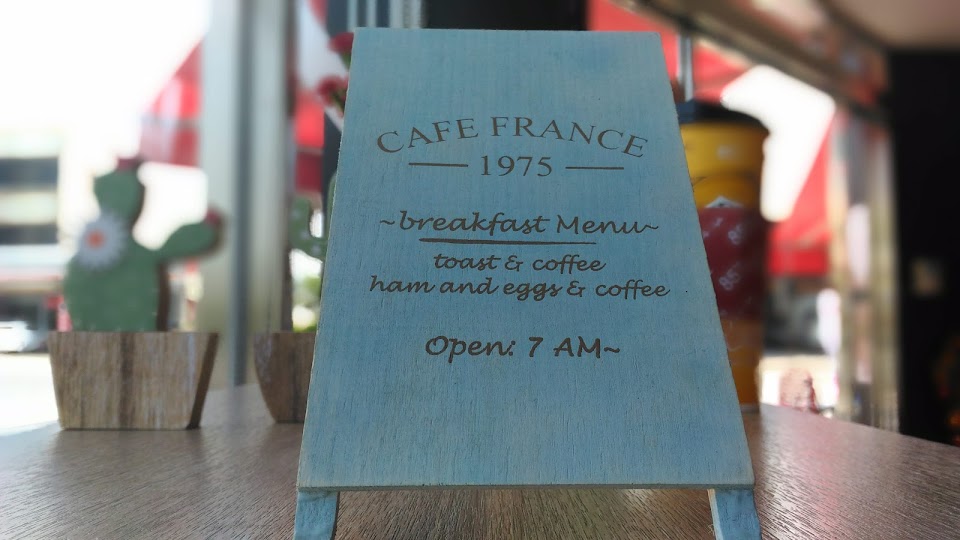 CAFE FRANCE
1975
~breakfast Menu~
toast & coffee
ham and eggs & coffee
Open: 7 AM~